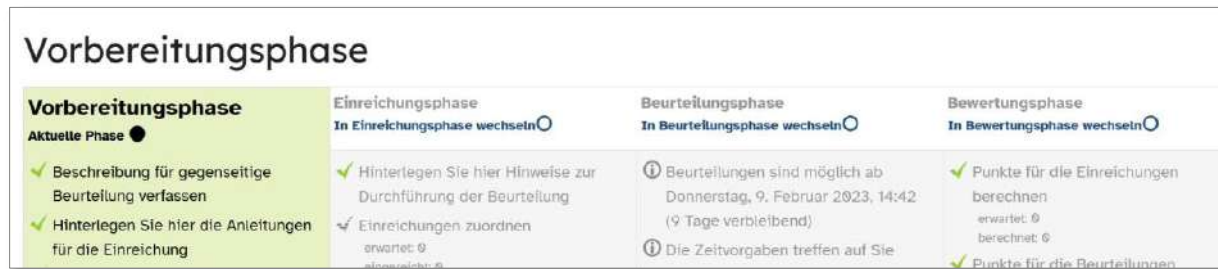 Vorbereitungsphase
Vorbereitungsphase
Aktuelle Phase
Beschreibung für gegenseitige
Beurteilung verfassen
Hinterlegen Sie hier die Anleitungen
für die Einreichung
Einreichungsphase
In Einreichungsphase wechseln
Hinterlegen Sie hier Hinweise zur
Durchführung der Beurteilung
Einreichungen zuordnen
erwartet: 0
eingereicht: 0
Beurteilungsphase
In Beurteilungsphase wechseln
Beurteilungen sind möglich ab
Donnerstag, 9. Februar 2023, 14:42
(9 Tage verbleibend)
Die Zeitvorgaben treffen auf Sie
Bewertungsphase
In Bewertungsphase wechseln
Punkte für die Einreichungen
berechnen
erwartet: 0
berechnet: 0
Punkte für die Beurteilungen